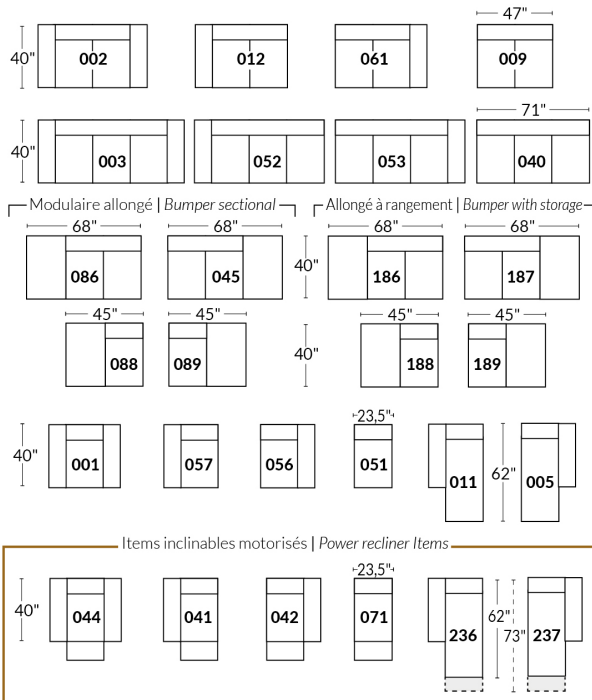 47"
40" 002 012 061 009
71"
40" 003 052 053 040
Modulaire allongé | Bumper sectional Allongé à rangement | Bumper with storage
68" 68" 68" 68"
086 045 40" 186 187
45" 45" 45" 45"
088 089 40" 188 189
23,5"
40" 001 057 056 051 011 62" 005
Items inclinables motorisés | Power recliner Items
23,5"
40" 044 041 042 071 62"
236 73" 237